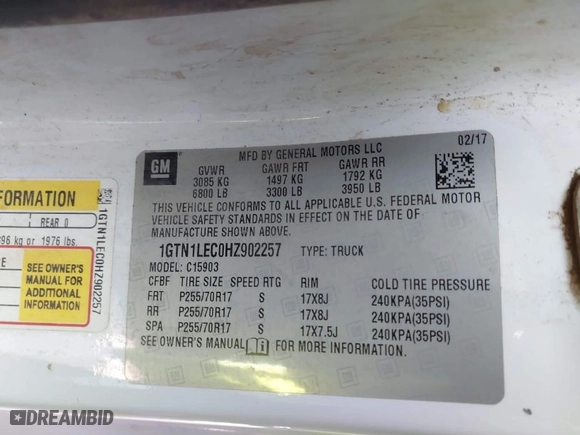 GM
MFD BY GENERAL MOTORS LLC
02/17
GVWR GAWR FRT GAWR RR
3085 KG 1497 KG 1792 KG
6800 LB 3300 LB 3950 LB
THIS VEHICLE CONFORMS TO ALL APPLICABLE U.S. FEDERAL MOTOR
VEHICLE SAFETY STANDARDS IN EFFECT ON THE DATE OF
MANUFACTURE SHOWN ABOVE.
1GTN1LEC0HZ902257 TYPE: TRUCK
MODEL: C15903
CFBF TIRE SIZE SPEED RTG RIM COLD TIRE PRESSURE
FRT P255/70R17 S 17X8J 240KPA(35PSI)
RR P255/70R17 S 17X8J 240KPA(35PSI)
SPA P255/70R17 S 17X7.5J 240KPA(35PSI)
SEE OWNER'S MANUAL FOR MORE INFORMATION.
FORMATION
REAR 0
896 kg or 1976 lbs.
RE
SEE OWNER'S
MANUAL FOR
ADDITIONAL
INFORMATION
1GTN1LEC0HZ902257
DREAMBID